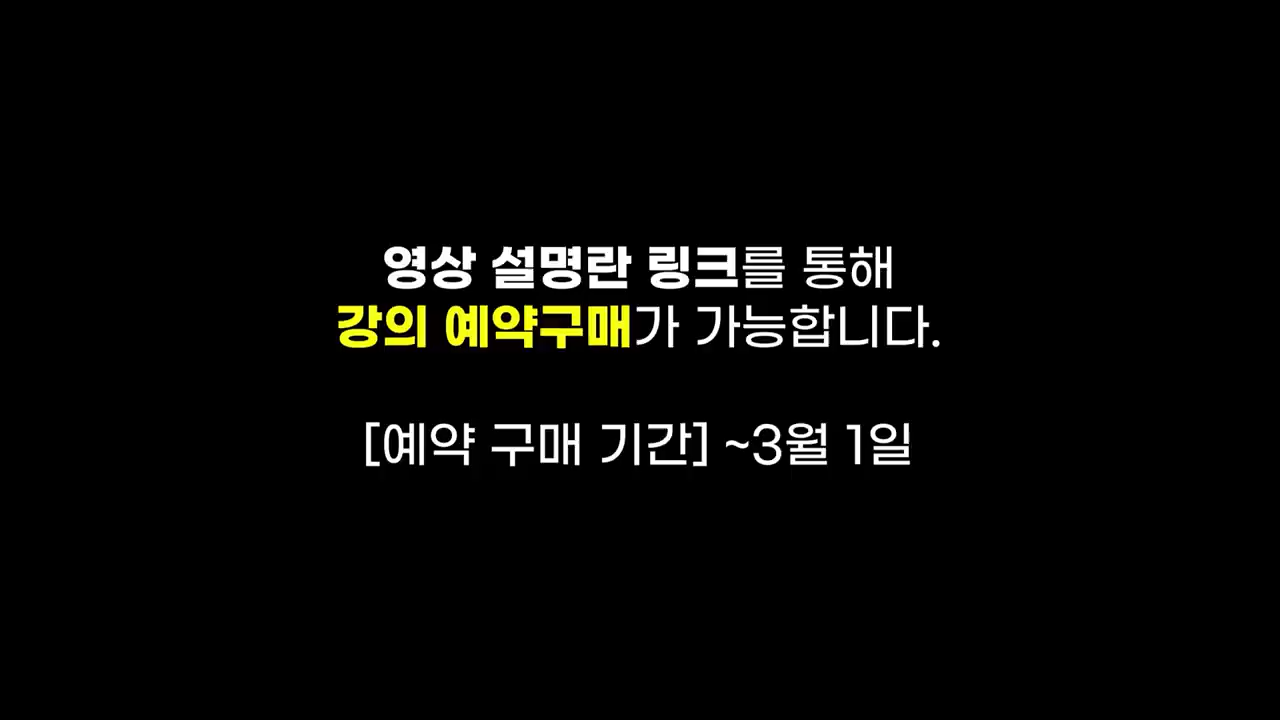 영상 설명란 링크를 통해
강의 예약구매가 가능합니다.
[예약 구매 기간] ~3월 1일